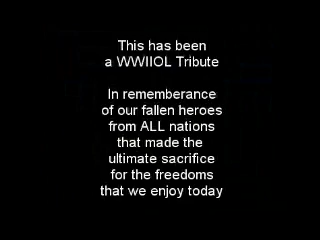 This has been
a WWIIOL Tribute
In rememberance
of our fallen heroes
from ALL nations
that made the
ultimate sacrifice
for the freedoms
that we enjoy today